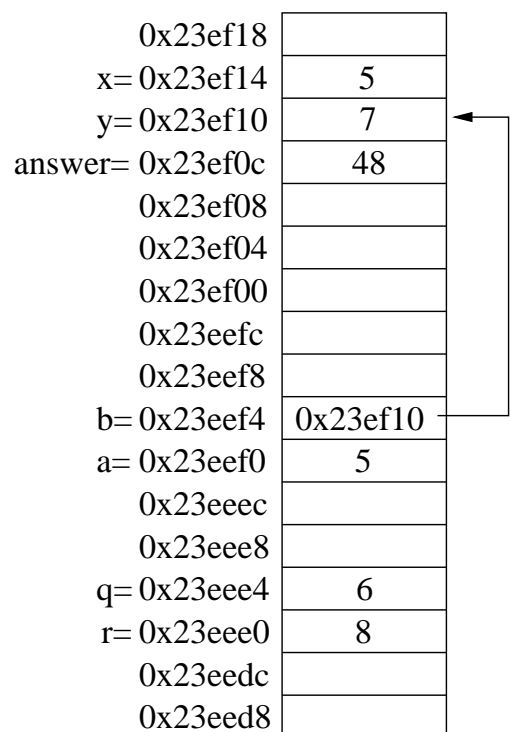 0x23ef18
x= 0x23ef14 5
y= 0x23ef10 7
answer= 0x23ef0c 48
0x23ef08
0x23ef04
0x23ef00
0x23eefc
0x23eef8
b= 0x23eef4 0x23ef10
a= 0x23eef0 5
0x23eeec
0x23eee8
q= 0x23eee4 6
r= 0x23eee0 8
0x23eedc
0x23eed8